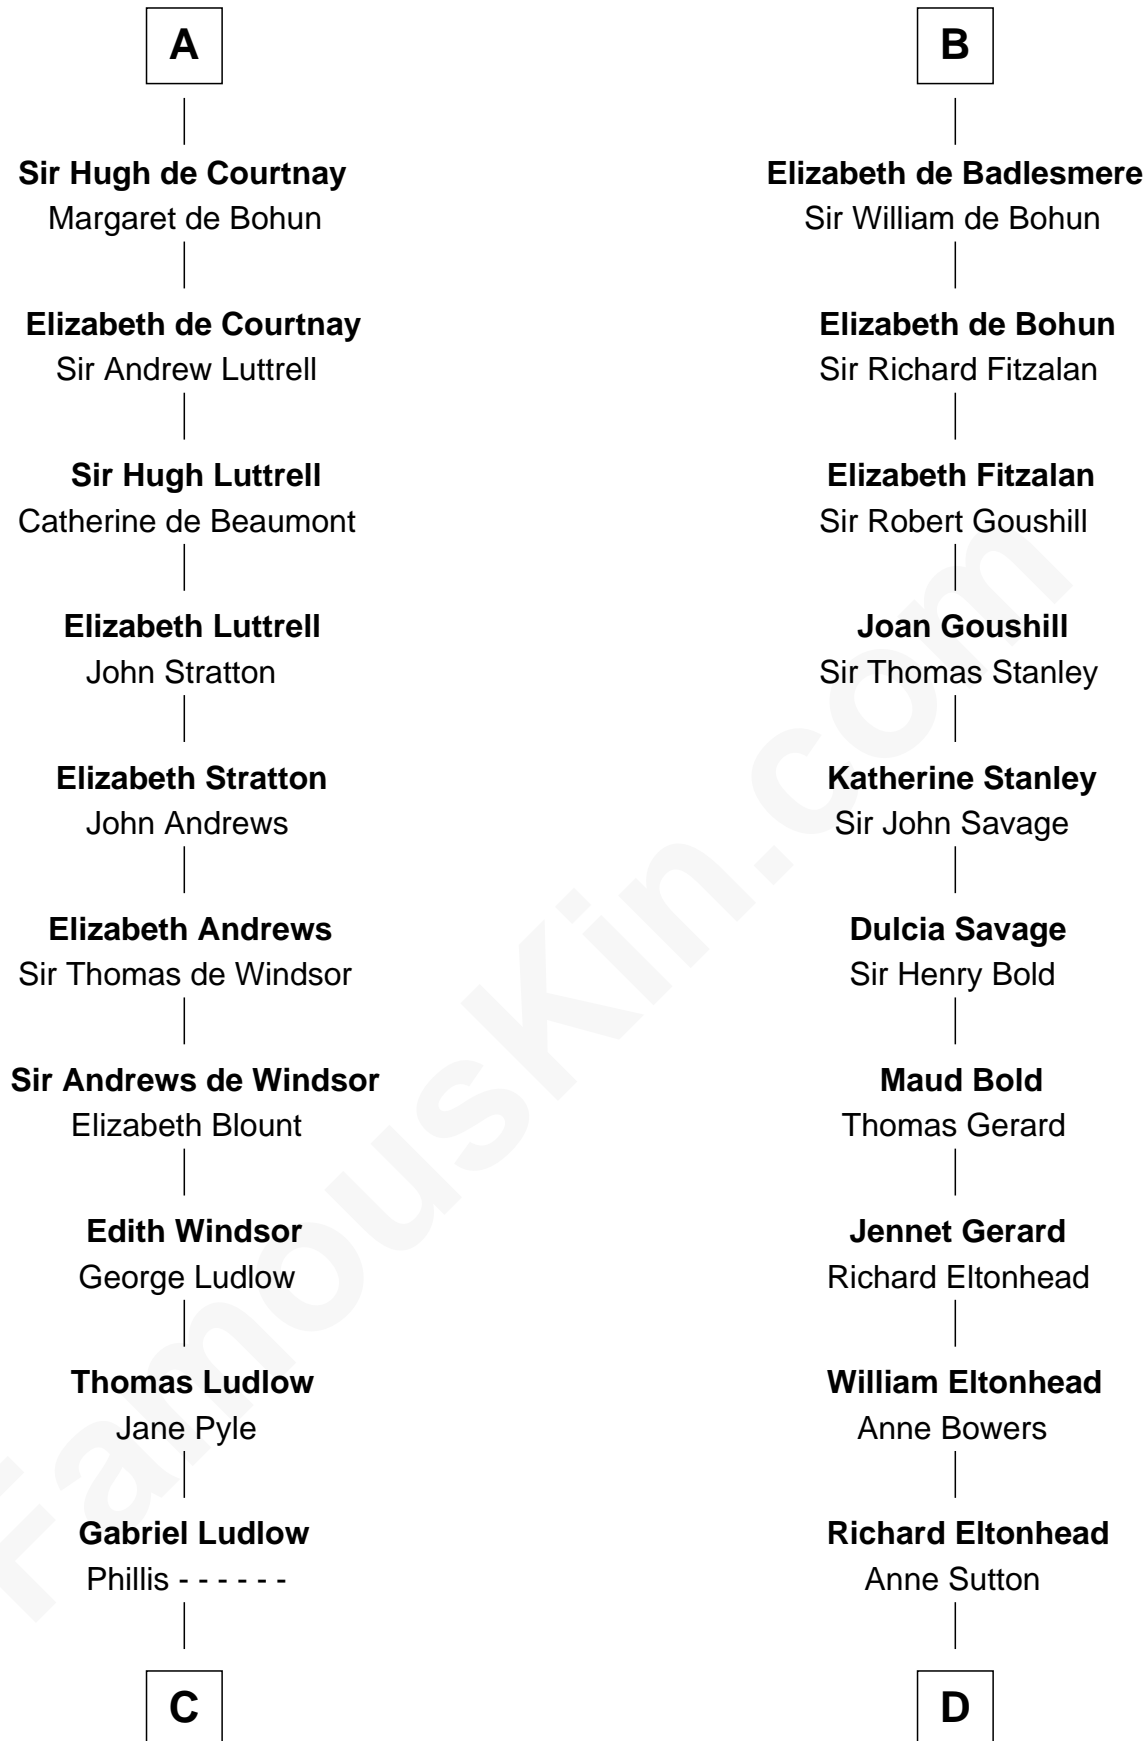 A
Sir Hugh de Courtnay
Margaret de Bohun
Elizabeth de Courtnay
Sir Andrew Luttrell
Sir Hugh Luttrell
Catherine de Beaumont
Elizabeth Luttrell
John Stratton
Elizabeth Stratton
John Andrews
Elizabeth Andrews
Sir Thomas de Windsor
Sir Andrews de Windsor
Elizabeth Blount
Edith Windsor
George Ludlow
Thomas Ludlow
Jane Pyle
Gabriel Ludlow
Phillis - - - - - -
C
B
Elizabeth de Badlesmere
Sir William de Bohun
Elizabeth de Bohun
Sir Richard Fitzalan
Elizabeth Fitzalan
Sir Robert Goushill
Joan Goushill
Sir Thomas Stanley
Katherine Stanley
Sir John Savage
Dulcia Savage
Sir Henry Bold
Maud Bold
Thomas Gerard
Jennet Gerard
Richard Eltonhead
William Eltonhead
Anne Bowers
Richard Eltonhead
Anne Sutton
D
FamousKin.com